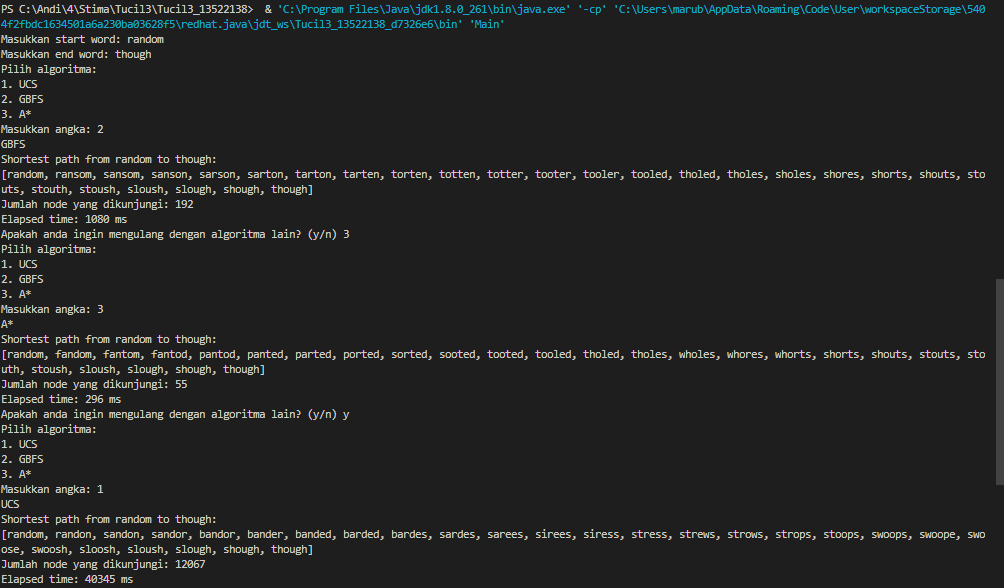 PS C:\Andi\4\Stima\Tucil3\Tucil3_13522138>  & 'C:\Program Files\Java\jdk1.8.0_261\bin\java.exe' '-cp' 'C:\Users\marub\AppData\Roaming\Code\User\workspaceStorage\540
4f2fbdc1634501a6a230ba03628f5\redhat.java\jdt_ws\Tucil3_13522138_d7326e6\bin' 'Main'
Masukkan start word: random
Masukkan end word: though
Pilih algoritma:
1. UCS
2. GBFS
3. A*
Masukkan angka: 2
GBFS
Shortest path from random to though:
[random, ransom, sansom, sanson, sarson, sarton, tarton, tarten, torten, totten, totter, tooter, tooler, tooled, tholed, tholes, sholes, shores, shorts, shouts, sto
uts, stouth, stoush, sloush, slough, shough, though]
Jumlah node yang dikunjungi: 192
Elapsed time: 1080 ms
Apakah anda ingin mengulang dengan algoritma lain? (y/n) 3
Pilih algoritma:
1. UCS
2. GBFS
3. A*
Masukkan angka: 3
A*
Shortest path from random to though:
[random, fandom, fantom, fantod, pantod, panted, parted, ported, sorted, sooted, tooted, tooled, tholed, tholes, wholes, whores, whorts, shorts, shouts, stouts, sto
uth, stoush, sloush, slough, shough, though]
Jumlah node yang dikunjungi: 55
Elapsed time: 296 ms
Apakah anda ingin mengulang dengan algoritma lain? (y/n) y
Pilih algoritma:
1. UCS
2. GBFS
3. A*
Masukkan angka: 1
UCS
Shortest path from random to though:
[random, randon, sandon, sandor, bandor, bander, banded, barded, bardes, sardes, sarees, sirees, siress, stress, strews, strows, strops, stoops, swoops, swoope, swo
ose, swoosh, sloosh, sloush, slough, shough, though]
Jumlah node yang dikunjungi: 12067
Elapsed time: 40345 ms